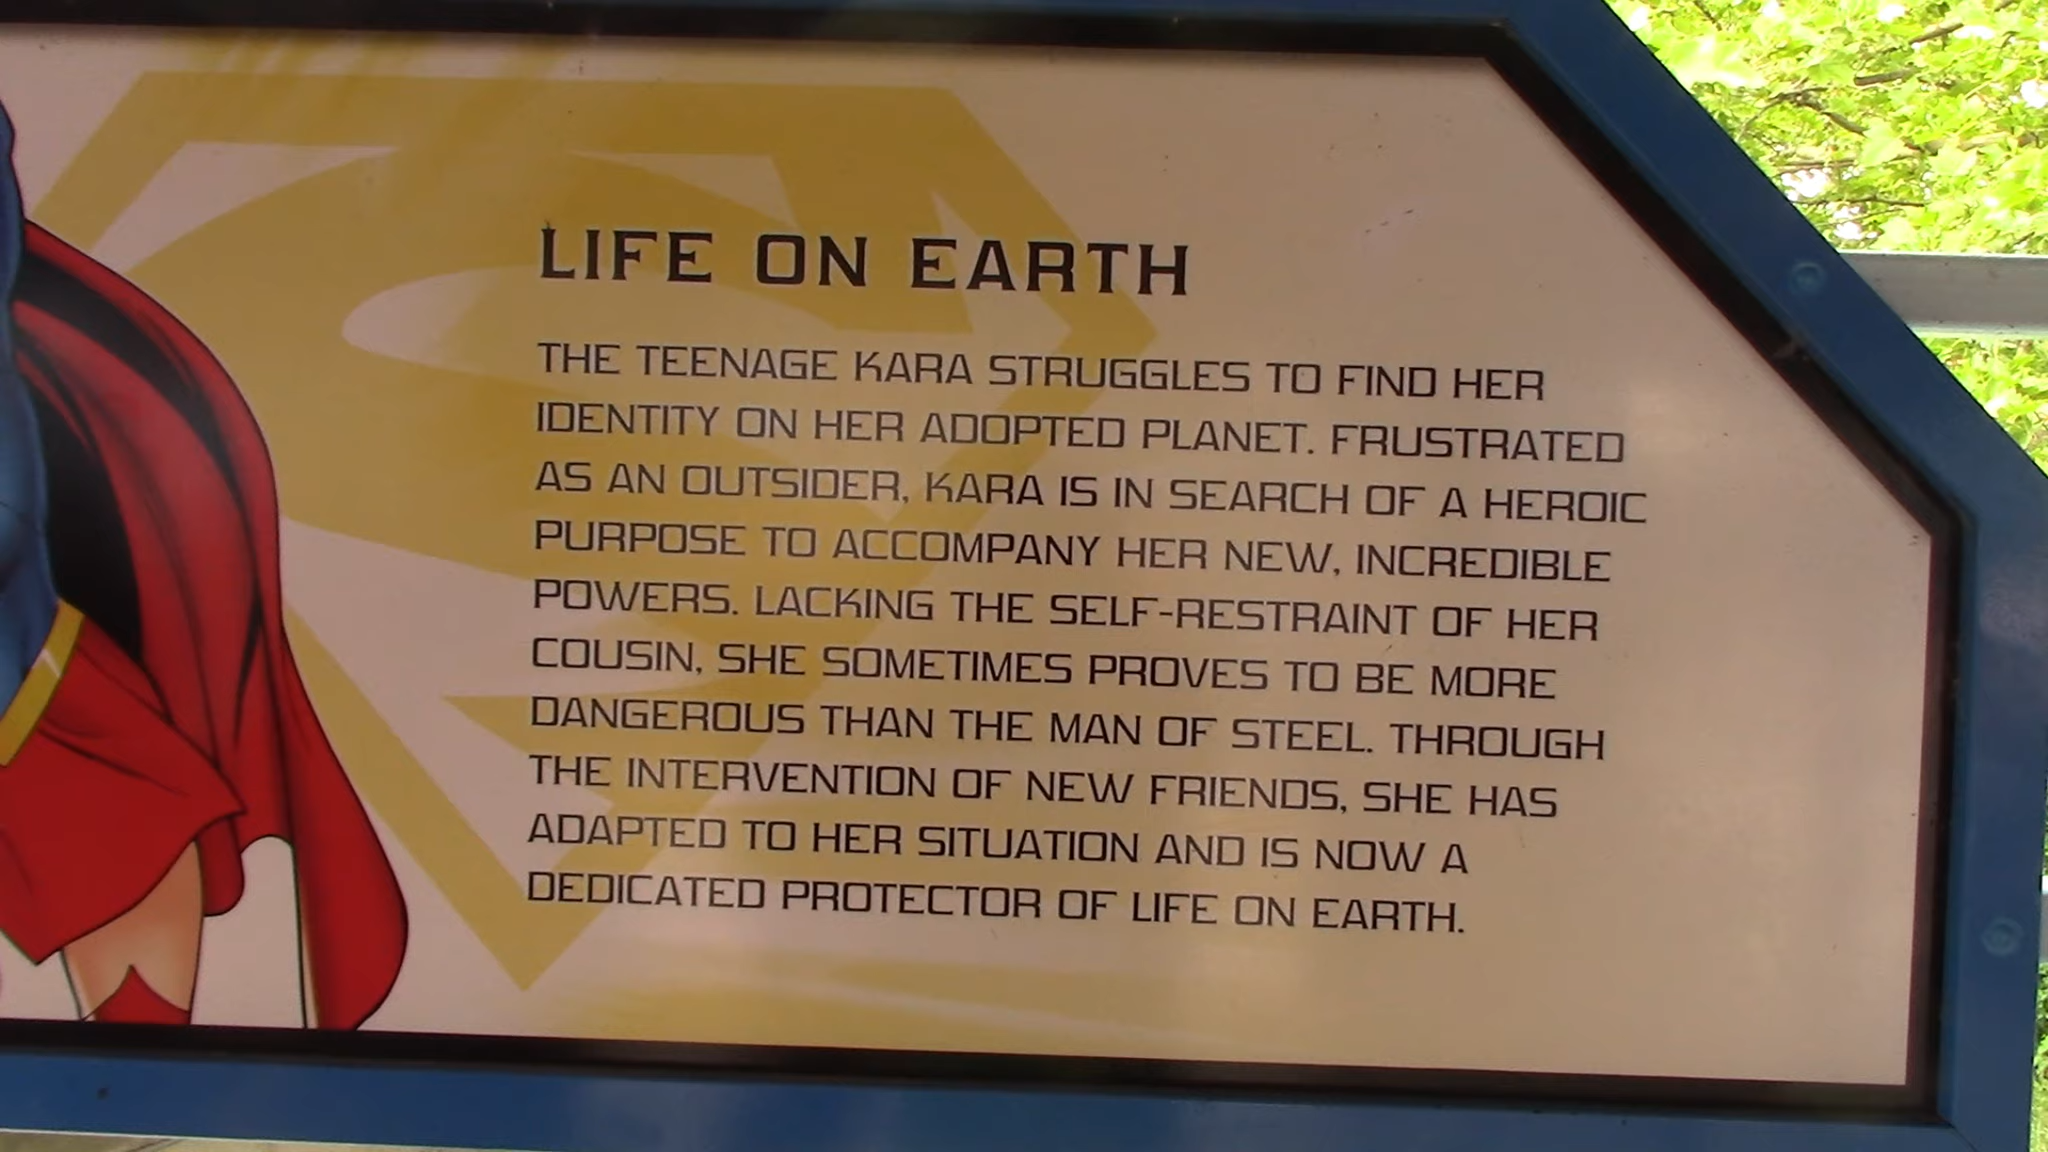 LIFE ON EARTH
THE TEENAGE KARA STRUGGLES TO FIND HER
IDENTITY ON HER ADOPTED PLANET. FRUSTRATED
AS AN OUTSIDER, KARA IS IN SEARCH OF A HEROIC
PURPOSE TO ACCOMPANY HER NEW, INCREDIBLE
POWERS. LACKING THE SELF-RESTRAINT OF HER
COUSIN, SHE SOMETIMES PROVES TO BE MORE
DANGEROUS THAN THE MAN OF STEEL. THROUGH
THE INTERVENTION OF NEW FRIENDS, SHE HAS
ADAPTED TO HER SITUATION AND IS NOW A
DEDICATED PROTECTOR OF LIFE ON EARTH.